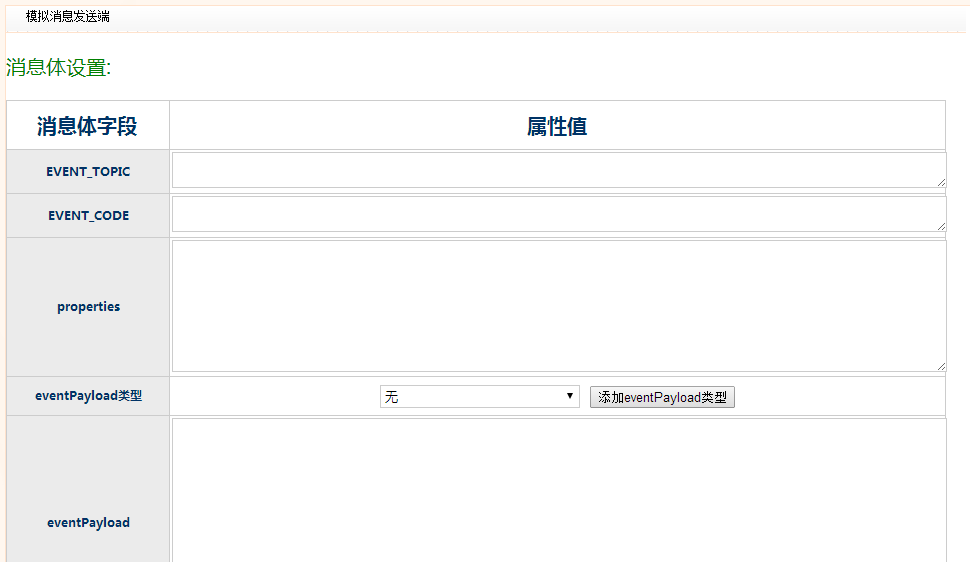 模拟消息发送端
消息体设置:
消息体字段 属性值
EVENT_TOPIC
EVENT_CODE
properties
eventPayload类型 无 添加eventPayload类型
eventPayload